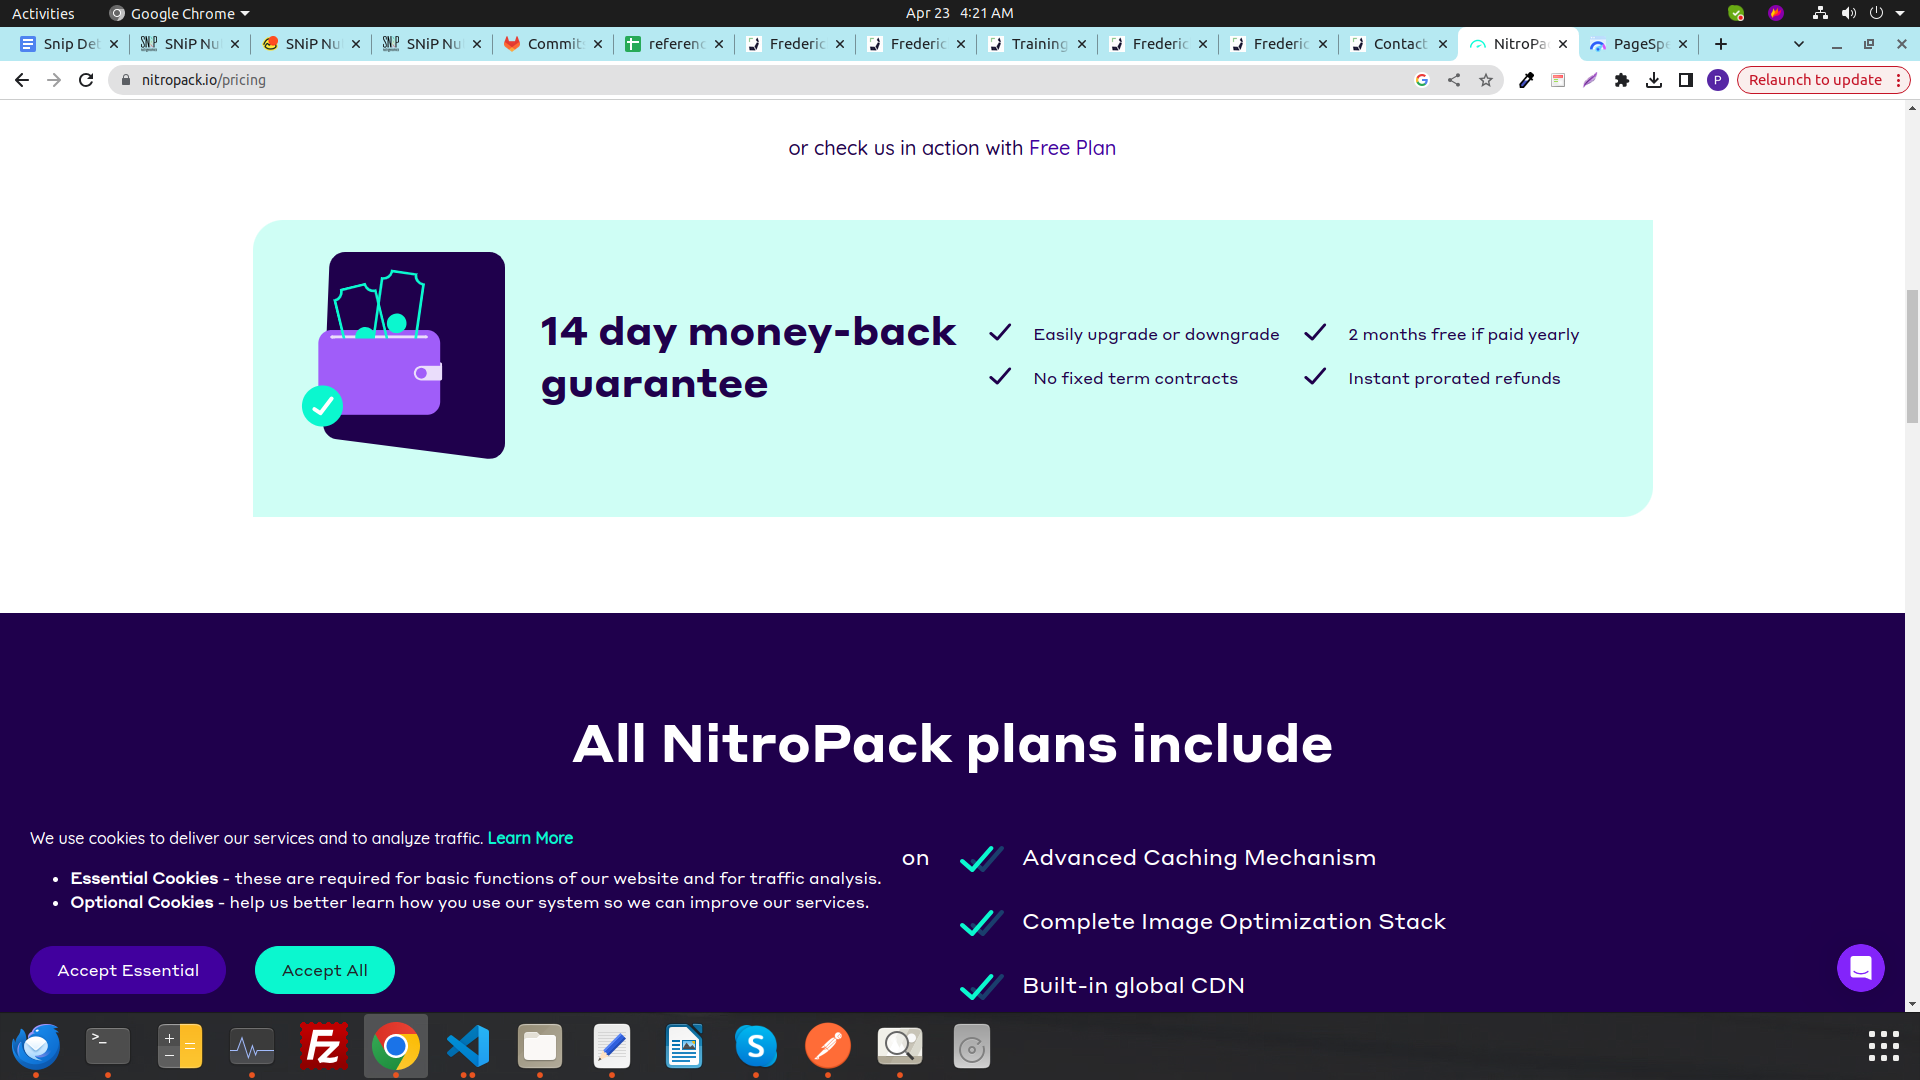 Activities
Google Chrome
Apr 23 4:21 AM
Snip Det
SNiP Nu
SNiP Nu
SNiP Nu
Commits
referenc
Frederic
Frederic
Training
Frederic
Frederic
Contact
NitroPa
PageSpe
nitropack.io/pricing
P
Relaunch to update
or check us in action with Free Plan
14 day money-back
guarantee
Easily upgrade or downgrade
2 months free if paid yearly
No fixed term contracts
Instant prorated refunds
All NitroPack plans include
We use cookies to deliver our services and to analyze traffic. Learn More
Essential Cookies - these are required for basic functions of our website and for traffic analysis.
Optional Cookies - help us better learn how you use our system so we can improve our services.
Accept Essential
Accept All
on
Advanced Caching Mechanism
Complete Image Optimization Stack
Built-in global CDN